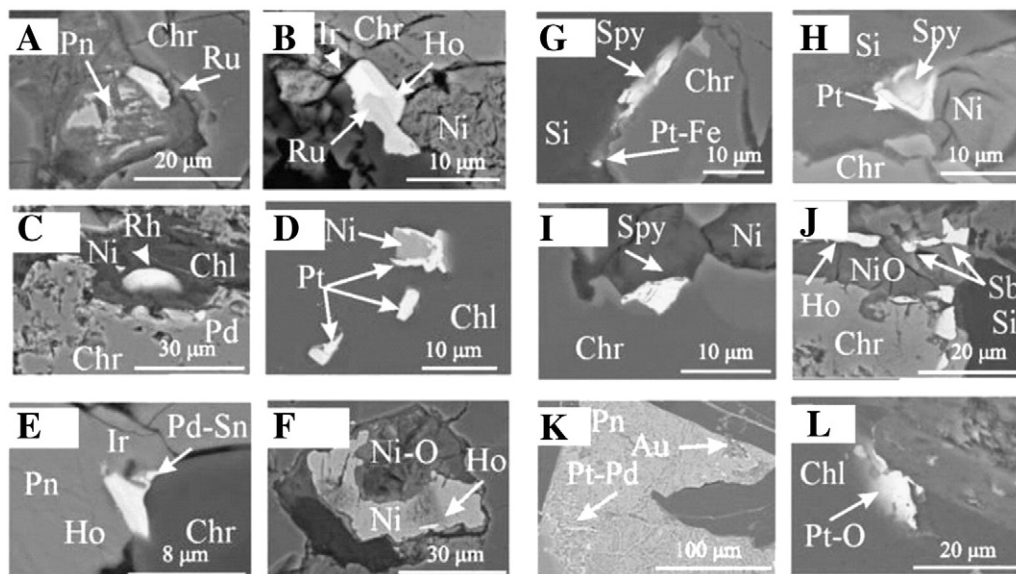 A
Pn
Chr
Ru
20 µm
B
Ir
Chr
Ho
Ru
Ni
10 µm
G
Spy
Chr
Si
Pt-Fe
10 µm
H
Si
Spy
Pt
Ni
Chr
10 µm
C
Rh
Ni
Chl
Pd
Chr
30 µm
D
Ni
Pt
Chl
10 µm
I
Spy
Ni
Chr
10 µm
J
NiO
Ho
Sb
Si
Chr
20 µm
E
Ir
Pd-Sn
Pn
Ho
Chr
8 µm
F
Ni-O
Ho
Ni
30 µm
K
Pn
Au
Pt-Pd
100 µm
L
Chl
Pt-O
20 µm